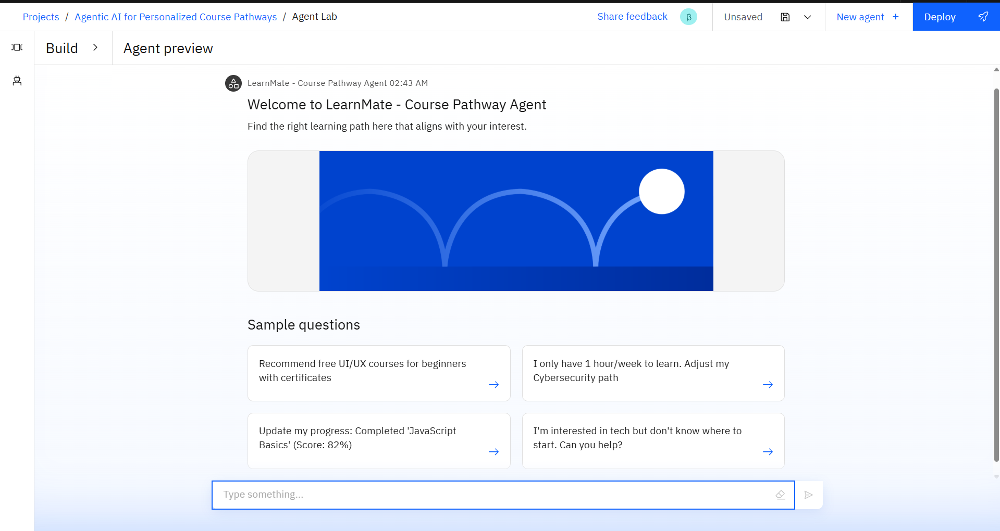 Projects / Agentic AI for Personalized Course Pathways / Agent Lab
Share feedback β Unsaved New agent + Deploy
Build > Agent preview
LearnMate - Course Pathway Agent 02:43 AM
Welcome to LearnMate - Course Pathway Agent
Find the right learning path here that aligns with your interest.
Sample questions
Recommend free UI/UX courses for beginners
with certificates
I only have 1 hour/week to learn. Adjust my
Cybersecurity path
Update my progress: Completed 'JavaScript
Basics' (Score: 82%)
I'm interested in tech but don't know where to
start. Can you help?
Type something...